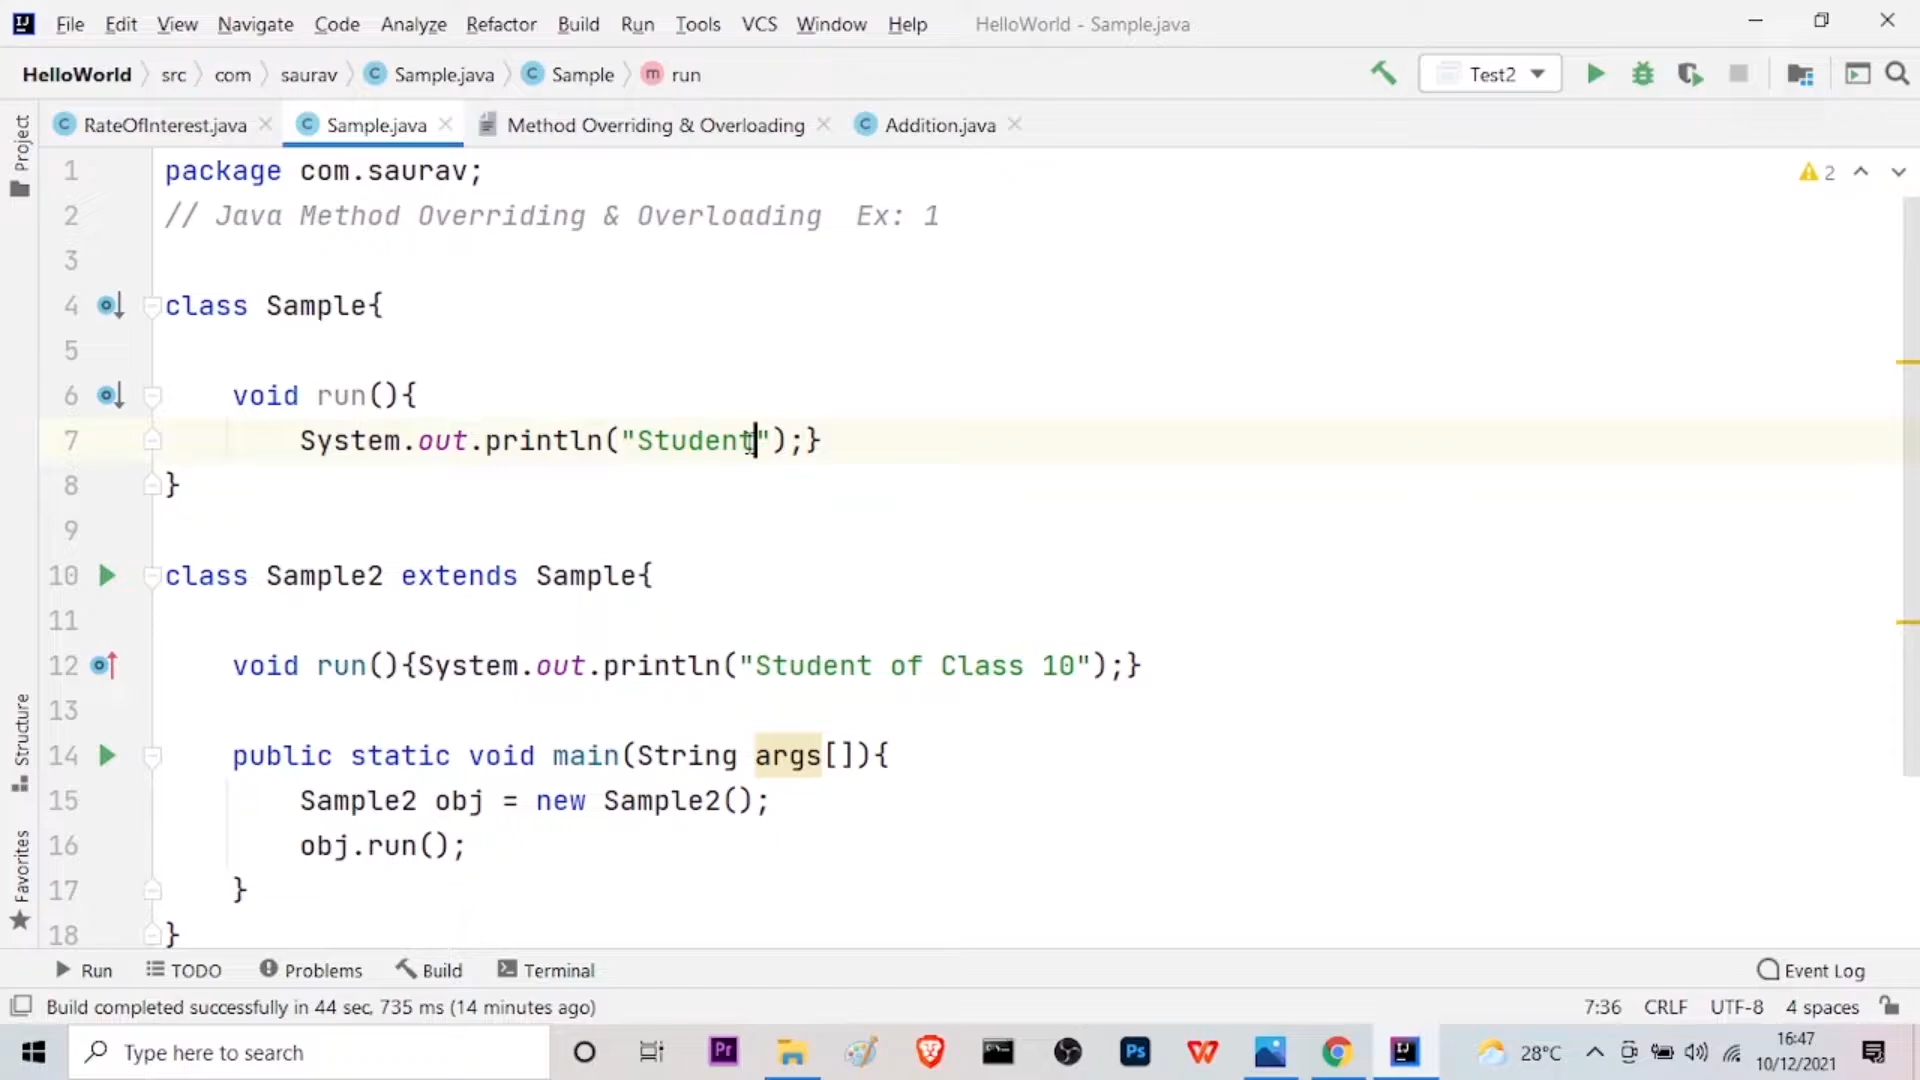 File Edit View Navigate Code Analyze Refactor Build Run Tools VCS Window Help HelloWorld - Sample.java
HelloWorld src com saurav Sample.java Sample run Test2
RateOfInterest.java Sample.java Method Overriding & Overloading Addition.java
Project
Structure
Favorites
1 package com.saurav;
2 // Java Method Overriding & Overloading Ex: 1
3
4 class Sample{
5
6 void run(){
7 System.out.println("Student");}
8 }
9
10 class Sample2 extends Sample{
11
12 void run(){System.out.println("Student of Class 10");}
13
14 public static void main(String args[]){
15 Sample2 obj = new Sample2();
16 obj.run();
17 }
18 }
2
Run TODO Problems Build Terminal Event Log
Build completed successfully in 44 sec, 735 ms (14 minutes ago) 7:36 CRLF UTF-8 4 spaces
Type here to search Pr Ps W 28°C 16:47
10/12/2021